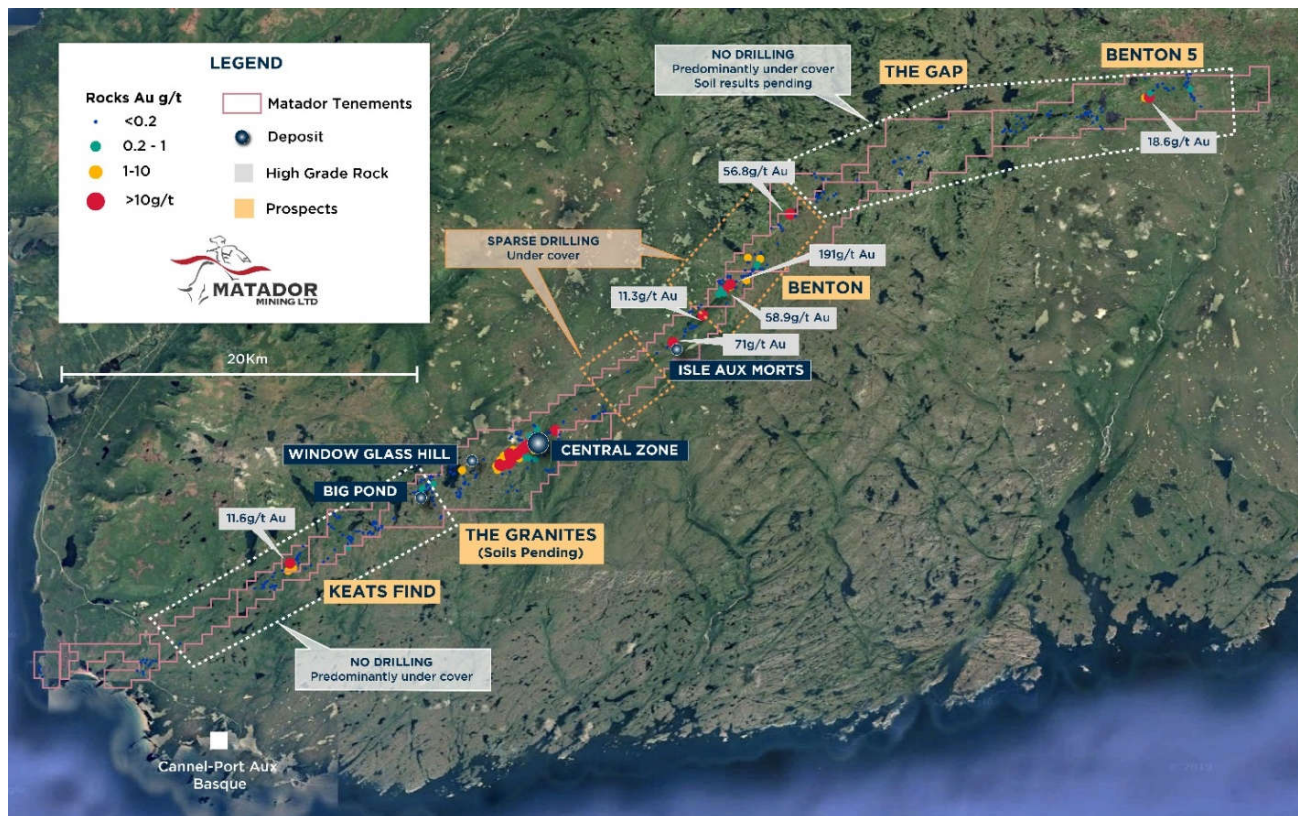 LEGEND
Rocks Au g/t
<0.2
0.2 - 1
1-10
>10g/t
Matador Tenements
Deposit
High Grade Rock
Prospects
MATADOR
MINING LTD
20Km
NO DRILLING
Predominantly under cover
Soil results pending
THE GAP
BENTON 5
18.6g/t Au
56.8g/t Au
SPARSE DRILLING
Under cover
191g/t Au
BENTON
11.3g/t Au
58.9g/t Au
71g/t Au
ISLE AUX MORTS
WINDOW GLASS HILL
CENTRAL ZONE
BIG POND
11.6g/t Au
THE GRANITES
(Soils Pending)
KEATS FIND
NO DRILLING
Predominantly under cover
Cannel-Port Aux
Basque